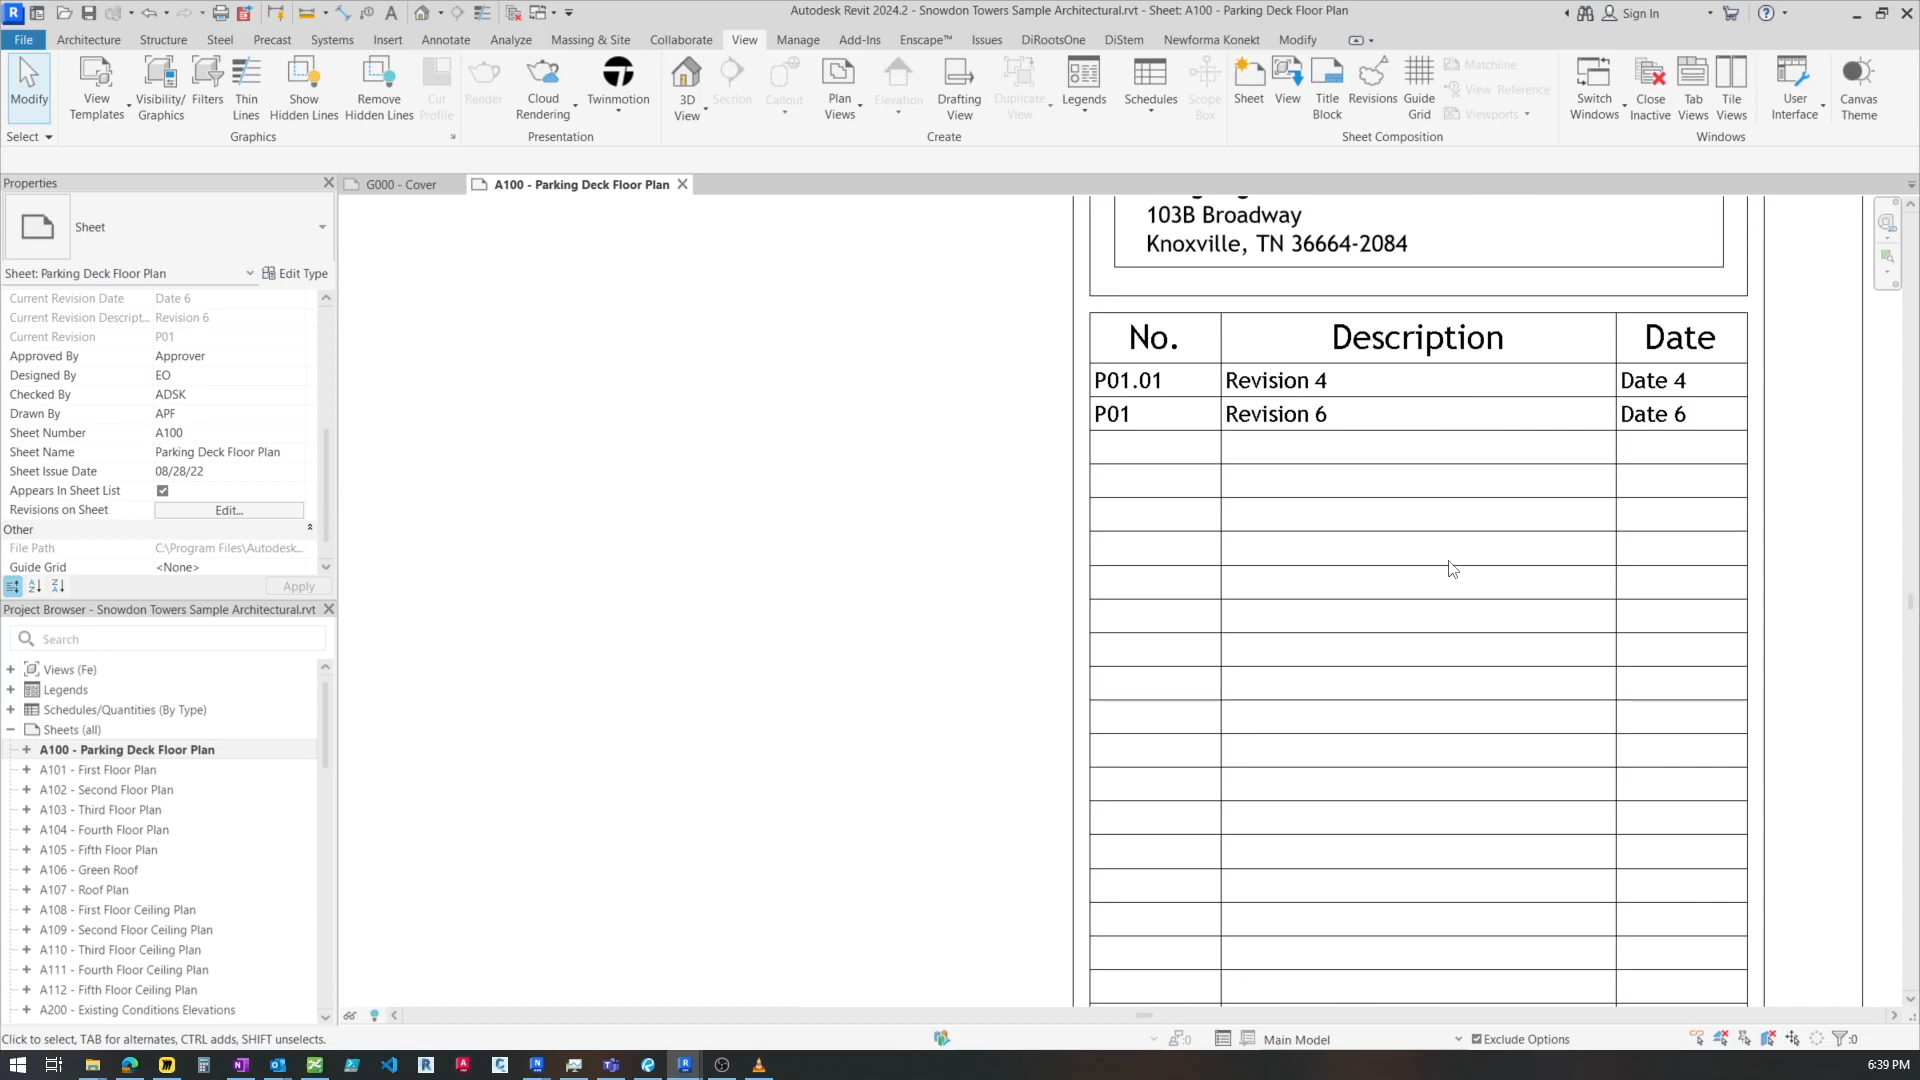 Autodesk Revit 2024.2 - Snowdon Towers Sample Architectural.rvt - Sheet: A100 - Parking Deck Floor Plan
Sign In
File Architecture Structure Steel Precast Systems Insert Annotate Analyze Massing & Site Collaborate View Manage Add-Ins Enscape™ Issues DiRootsOne DiStem Newforma Konekt Modify
Modify
View Templates
Visibility/ Graphics
Filters
Thin Lines
Show Hidden Lines
Remove Hidden Lines
Cut Profile
Render
Cloud Rendering
Twinmotion
3D View
Section
Callout
Plan Views
Elevation
Drafting View
Duplicate View
Legends
Schedules
Scope Box
Sheet
View
Title Block
Revisions
Guide Grid
Matchline
View Reference
Viewports
Switch Windows
Close Inactive
Tab Views
Tile Views
User Interface
Canvas Theme
Select
Graphics
Presentation
Create
Sheet Composition
Windows
Properties
G000 - Cover
A100 - Parking Deck Floor Plan
Sheet
Sheet: Parking Deck Floor Plan
Edit Type
Current Revision Date Date 6
Current Revision Descript... Revision 6
Current Revision P01
Approved By Approver
Designed By EO
Checked By ADSK
Drawn By APF
Sheet Number A100
Sheet Name Parking Deck Floor Plan
Sheet Issue Date 08/28/22
Appears In Sheet List
Revisions on Sheet Edit...
Other
File Path C:\Program Files\Autodesk...
Guide Grid <None>
Apply
Project Browser - Snowdon Towers Sample Architectural.rvt
Search
Views (Fe)
Legends
Schedules/Quantities (By Type)
Sheets (all)
A100 - Parking Deck Floor Plan
A101 - First Floor Plan
A102 - Second Floor Plan
A103 - Third Floor Plan
A104 - Fourth Floor Plan
A105 - Fifth Floor Plan
A106 - Green Roof
A107 - Roof Plan
A108 - First Floor Ceiling Plan
A109 - Second Floor Ceiling Plan
A110 - Third Floor Ceiling Plan
A111 - Fourth Floor Ceiling Plan
A112 - Fifth Floor Ceiling Plan
A200 - Existing Conditions Elevations
103B Broadway
Knoxville, TN 36664-2084
No. Description Date
P01.01 Revision 4 Date 4
P01 Revision 6 Date 6
Click to select, TAB for alternates, CTRL adds, SHIFT unselects.
:0
Main Model
Exclude Options
:0
6:39 PM